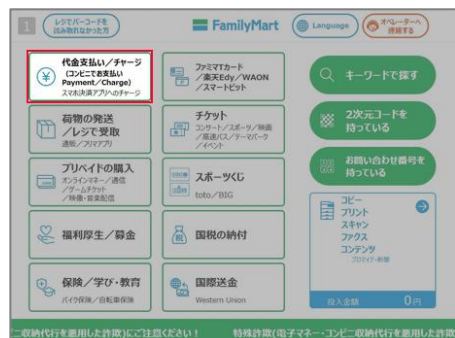 1
レジでバーコードを
読み取れなかった方
FamilyMart
Language
オペレーターへ
連絡する
代金支払い/チャージ
(コンビニでお支払い
Payment/Charge)
スマホ決済アプリへのチャージ
ファミマTカード
/楽天Edy/WAON
/スマートピット
キーワードで探す
荷物の発送
/レジで受取
通販/フリマアプリ
チケット
コンサート/スポーツ/映画
/高速バス/テーマパーク
/イベント
2次元コードを
持っている
プリペイドの購入
オンラインマネー/通信
/ゲームチケット
/映像・音楽配信
スポーツくじ
toto/BIG
お問い合わせ番号を
持っている
福利厚生/募金
国税の納付
コピー
プリント
スキャン
ファクス
コンテンツ
保険/学び・教育
バイク保険/自転車保険
国際送金
Western Union
投入金額 0円
ニ収納代行を悪用した詐欺)にご注意ください! 特殊詐欺(電子マネー・コンビニ収納代行を悪用した詐欺